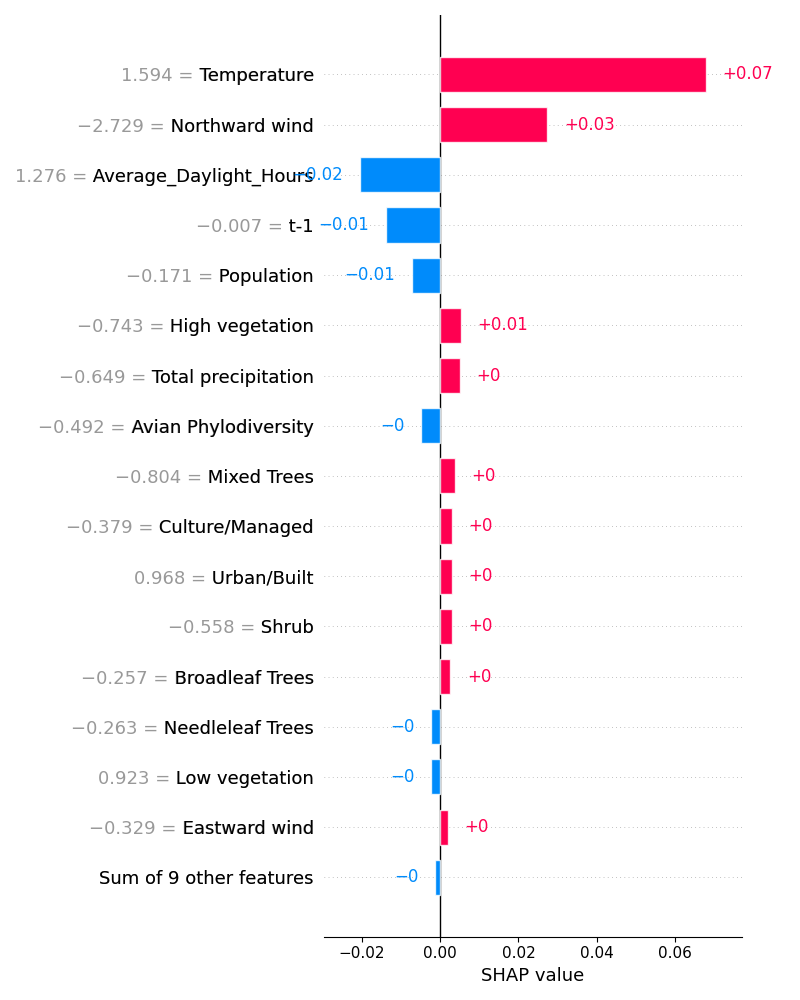 1.594 = Temperature +0.07
−2.729 = Northward wind +0.03
1.276 = Average_Daylight_Hours −0.02
−0.007 = t-1 −0.01
−0.171 = Population −0.01
−0.743 = High vegetation +0.01
−0.649 = Total precipitation +0
−0.492 = Avian Phylodiversity −0
−0.804 = Mixed Trees +0
−0.379 = Culture/Managed +0
0.968 = Urban/Built +0
−0.558 = Shrub +0
−0.257 = Broadleaf Trees +0
−0.263 = Needleleaf Trees −0
0.923 = Low vegetation −0
−0.329 = Eastward wind +0
Sum of 9 other features −0
−0.02 0.00 0.02 0.04 0.06
SHAP value